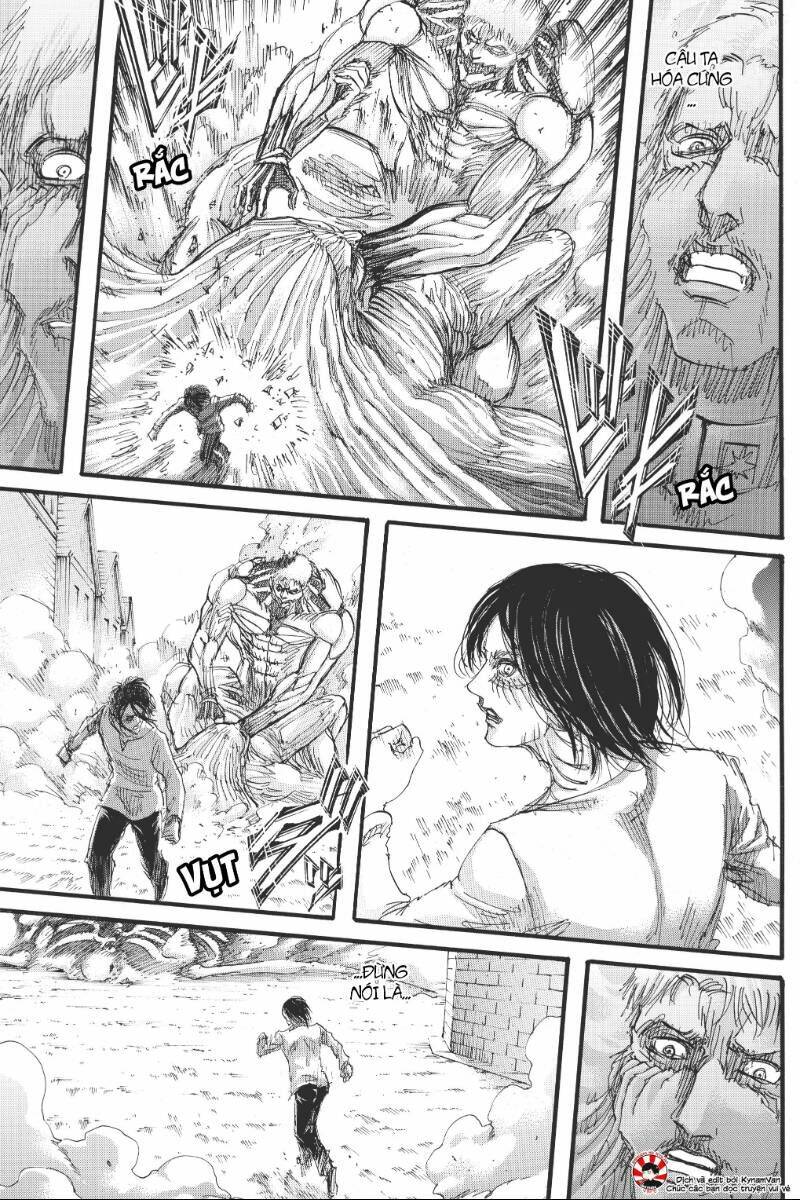 CẬU TA
HÓA CỨNG
...
RẮC
RẮC
VỤT
...ĐỪNG
NÓI LÀ...
Dịch và edit bởi KynamVan
Chúc các bạn đọc truyện vui vẻ